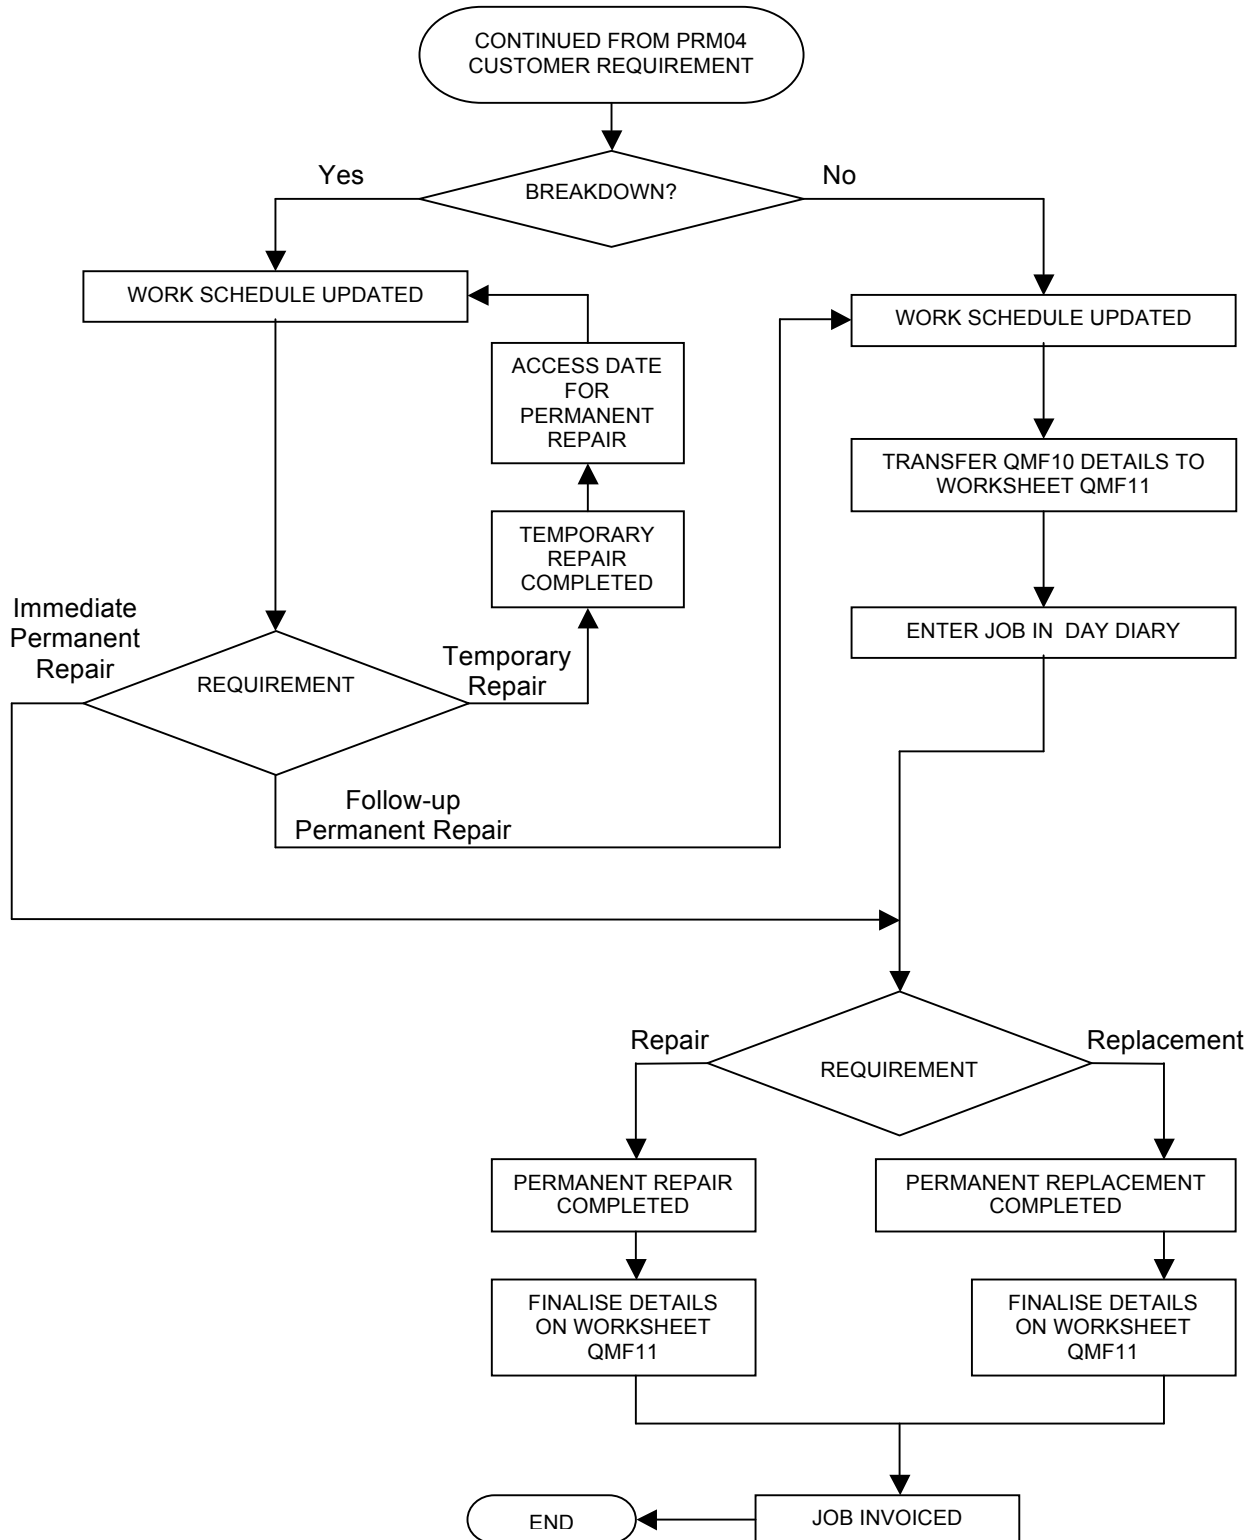 CONTINUED FROM PRM04
CUSTOMER REQUIREMENT
Yes
BREAKDOWN?
No
WORK SCHEDULE UPDATED
WORK SCHEDULE UPDATED
ACCESS DATE
FOR
PERMANENT
REPAIR
TRANSFER QMF10 DETAILS TO
WORKSHEET QMF11
TEMPORARY
REPAIR
COMPLETED
Immediate
Permanent
Repair
ENTER JOB IN  DAY DIARY
REQUIREMENT
Temporary
Repair
Follow-up
Permanent Repair
Repair
Replacement
REQUIREMENT
PERMANENT REPAIR
COMPLETED
PERMANENT REPLACEMENT
COMPLETED
FINALISE DETAILS
ON WORKSHEET
QMF11
FINALISE DETAILS
ON WORKSHEET
QMF11
END
JOB INVOICED